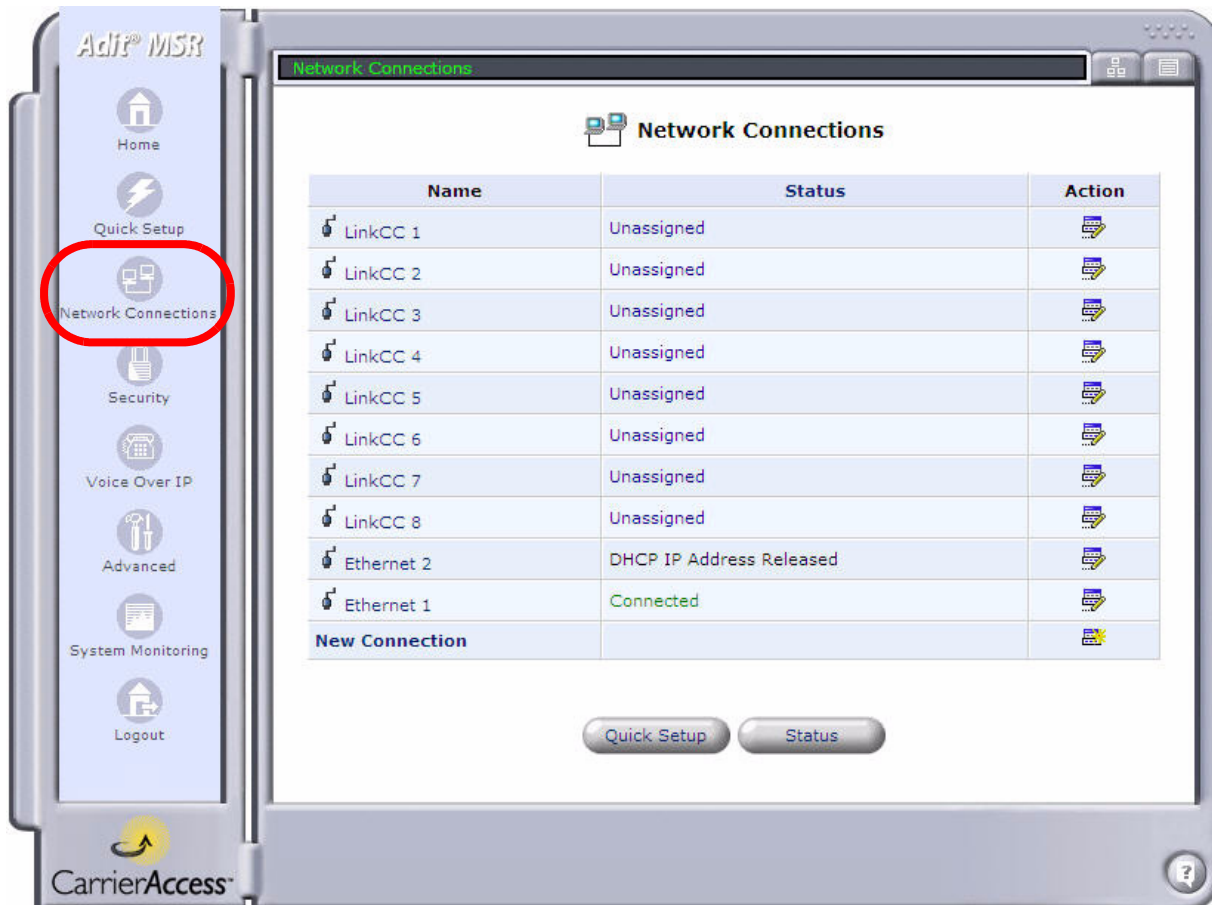 Adit® MSR
Home
Quick Setup
Network Connections
Security
Voice Over IP
Advanced
System Monitoring
Logout
CarrierAccess™
Network Connections
Network Connections
Name Status Action
LinkCC 1 Unassigned
LinkCC 2 Unassigned
LinkCC 3 Unassigned
LinkCC 4 Unassigned
LinkCC 5 Unassigned
LinkCC 6 Unassigned
LinkCC 7 Unassigned
LinkCC 8 Unassigned
Ethernet 2 DHCP IP Address Released
Ethernet 1 Connected
New Connection
Quick Setup Status
?